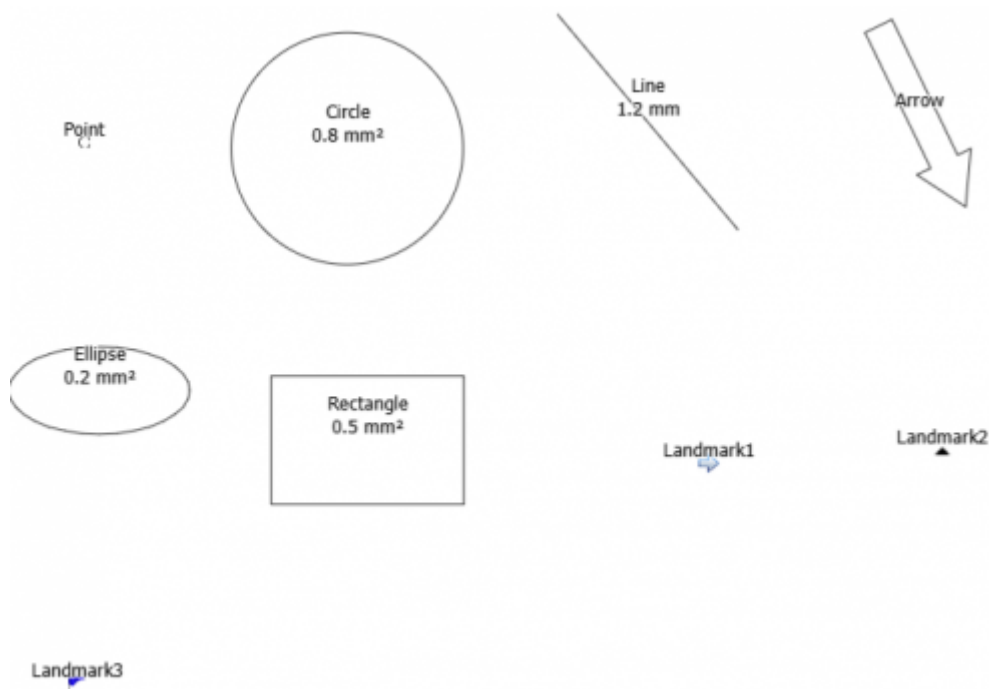 Point
Circle
0.8 mm²
Line
1.2 mm
Arrow
Ellipse
0.2 mm²
Rectangle
0.5 mm²
Landmark1
Landmark2
Landmark3